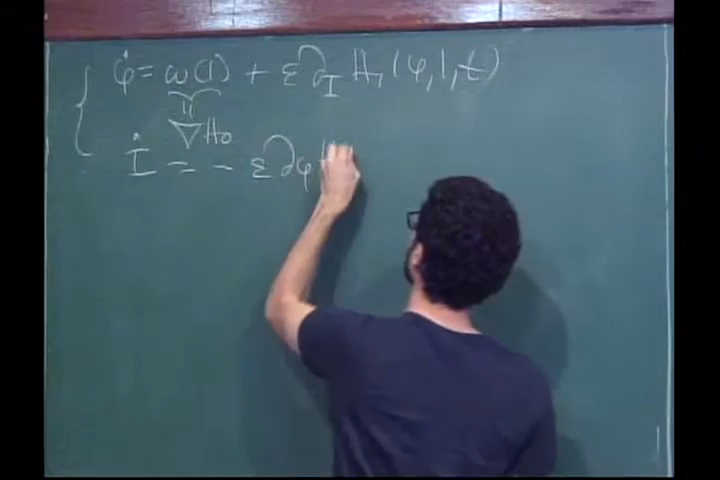 φ̇ = ω(I) + ε∂_I H₁(φ, I, t)
∇H₀
İ = - ε∂φ